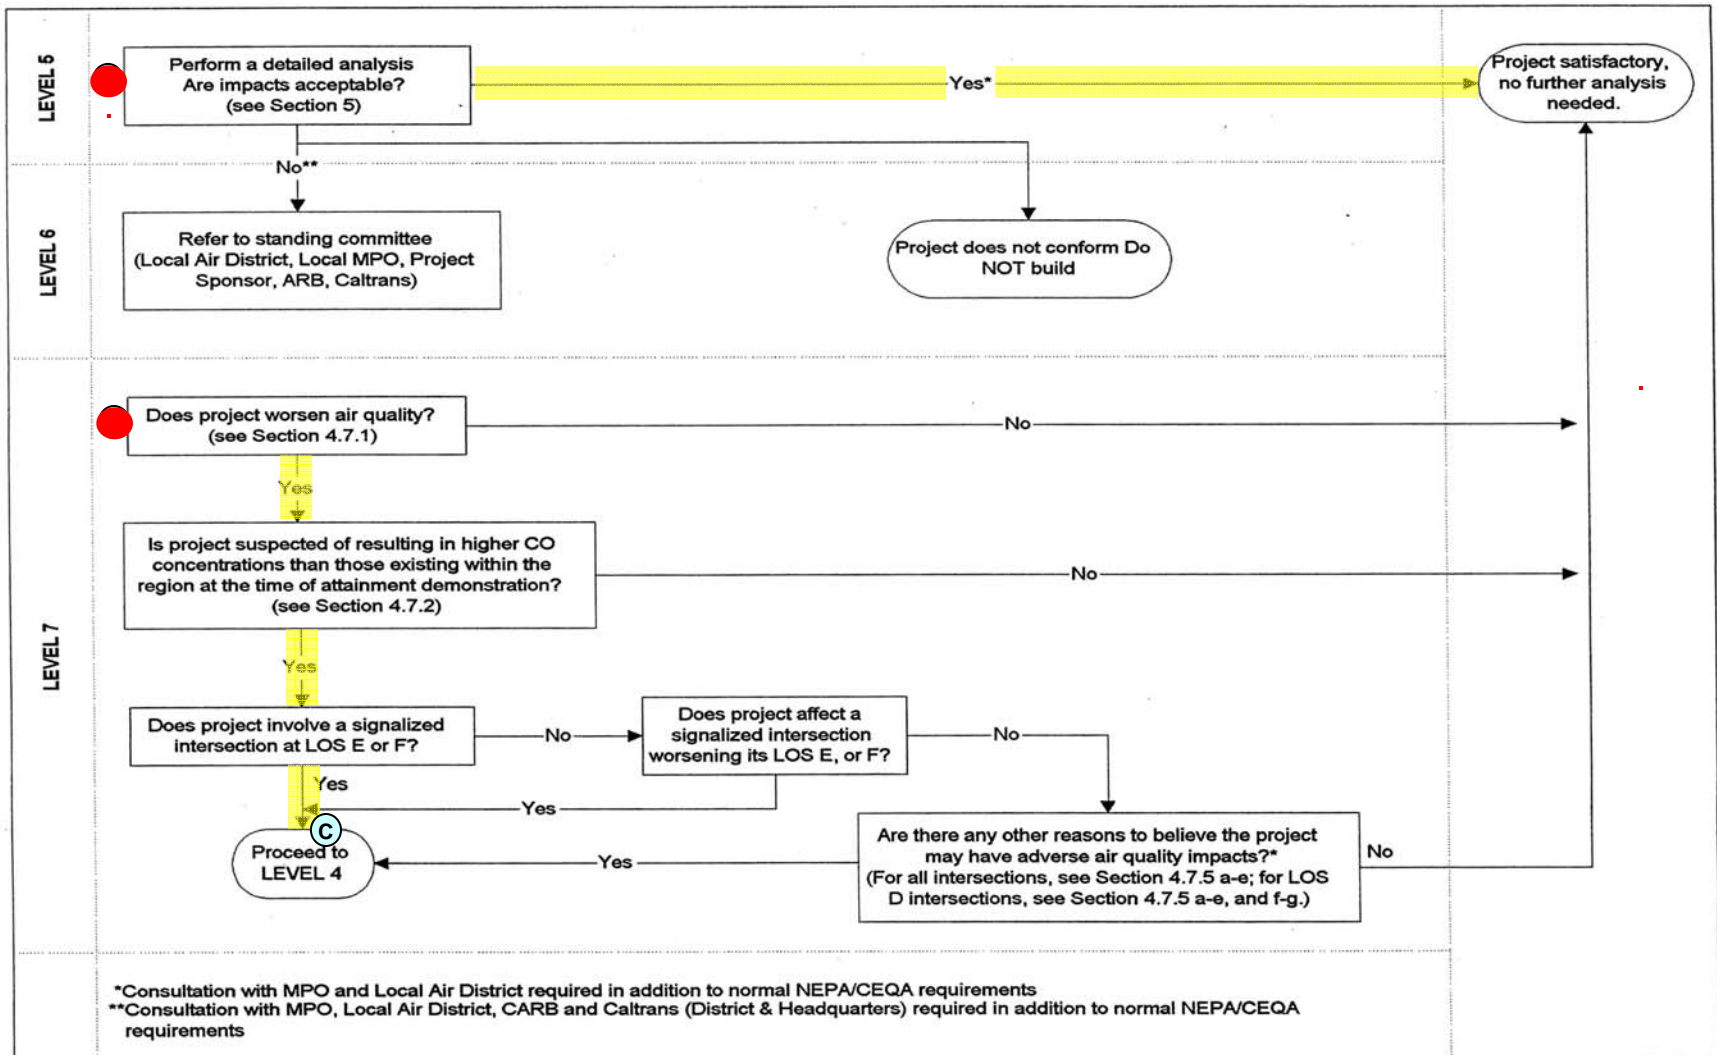 LEVEL 5
Perform a detailed analysis
Are impacts acceptable?
(see Section 5)
Yes*
Project satisfactory,
no further analysis
needed.
No**
LEVEL 6
Refer to standing committee
(Local Air District, Local MPO, Project
Sponsor, ARB, Caltrans)
Project does not conform Do
NOT build
LEVEL 7
Does project worsen air quality?
(see Section 4.7.1)
No
Yes
Is project suspected of resulting in higher CO
concentrations than those existing within the
region at the time of attainment demonstration?
(see Section 4.7.2)
No
Yes
Does project involve a signalized
intersection at LOS E or F?
No
Does project affect a
signalized intersection
worsening its LOS E, or F?
No
Yes
Yes
C
Proceed to
LEVEL 4
Yes
Are there any other reasons to believe the project
may have adverse air quality impacts?*
(For all intersections, see Section 4.7.5 a-e; for LOS
D intersections, see Section 4.7.5 a-e, and f-g.)
No
*Consultation with MPO and Local Air District required in addition to normal NEPA/CEQA requirements
**Consultation with MPO, Local Air District, CARB and Caltrans (District & Headquarters) required in addition to normal NEPA/CEQA
requirements